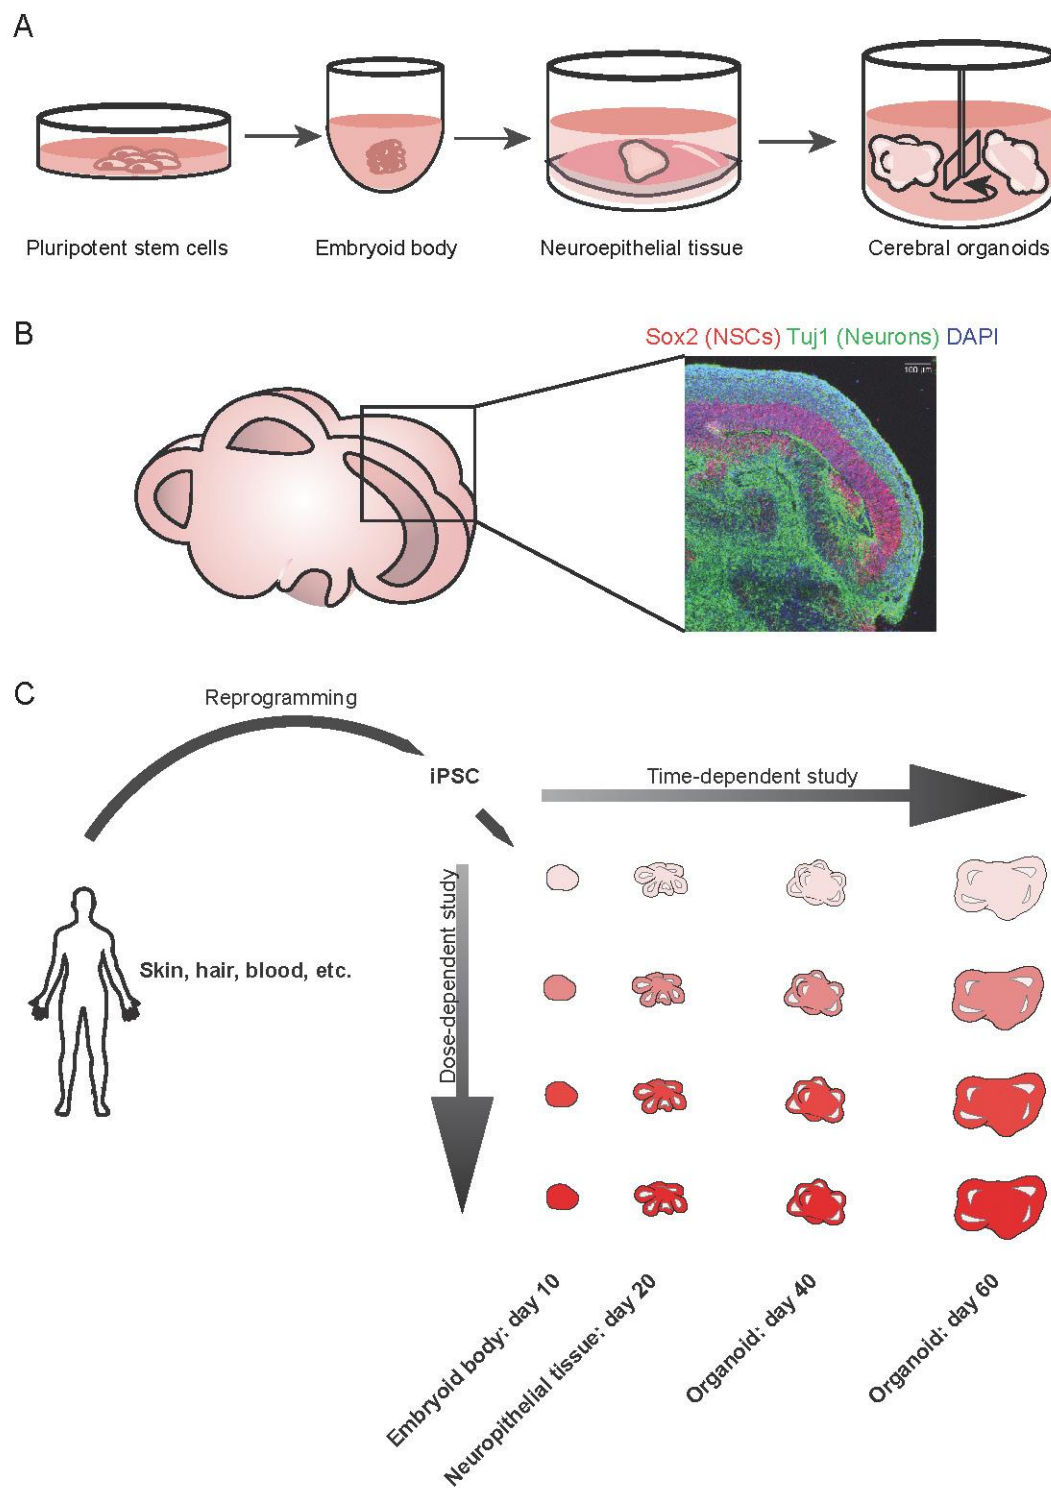 A
Pluripotent stem cells
Embryoid body
Neuroepithelial tissue
Cerebral organoids
B
Sox2 (NSCs) Tuj1 (Neurons) DAPI
100 µm
C
Reprogramming
iPSC
Time-dependent study
Dose-dependent study
Skin, hair, blood, etc.
Embryoid body: day 10
Neuropithelial tissue: day 20
Organoid: day 40
Organoid: day 60